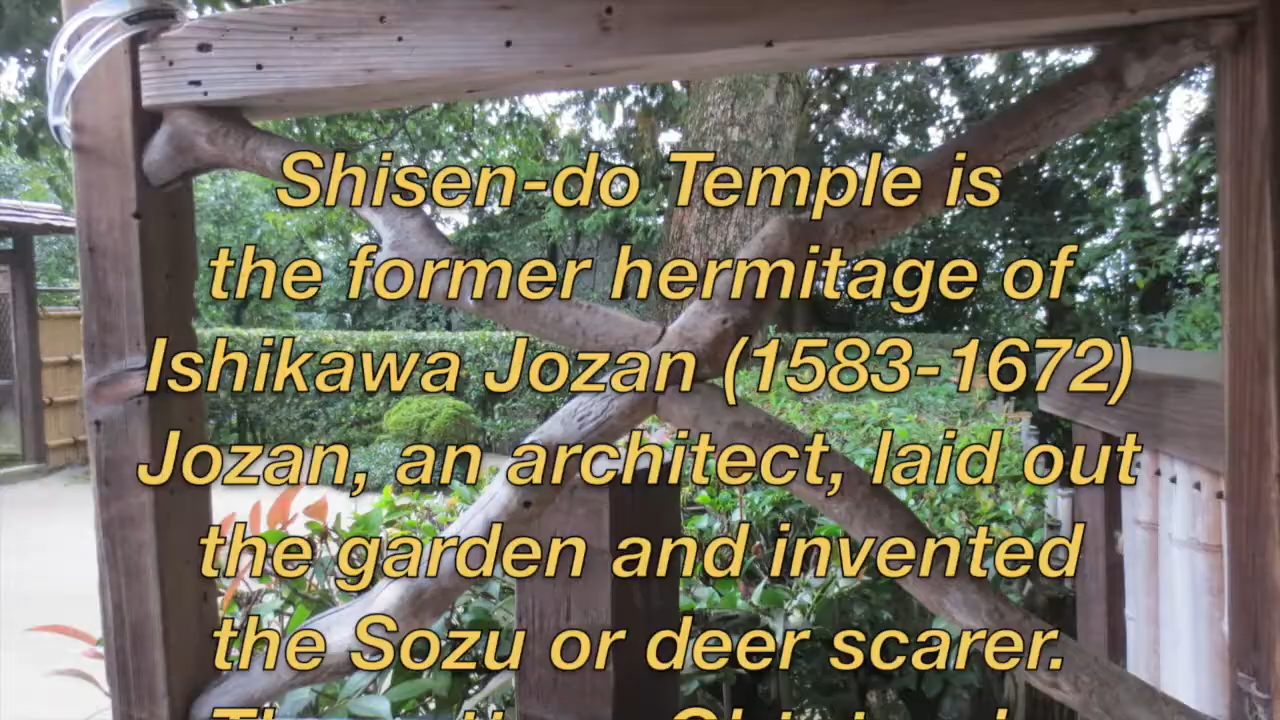 Shisen-do Temple is
the former hermitage of
Ishikawa Jozan (1583-1672)
Jozan, an architect, laid out
the garden and invented
the Sozu or deer scarer.